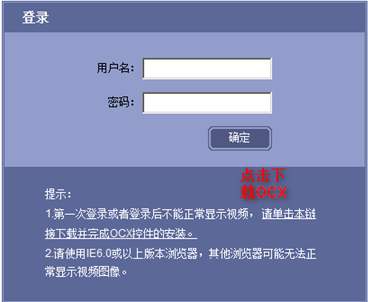 登录
用户名：
密码：
确定
点击下
载OCX
提示：
1.第一次登录或者登录后不能正常显示视频，请单击本链
接下载并完成OCX控件的安装。
2.请使用IE6.0或以上版本浏览器，其他浏览器可能无法正
常显示视频图像。